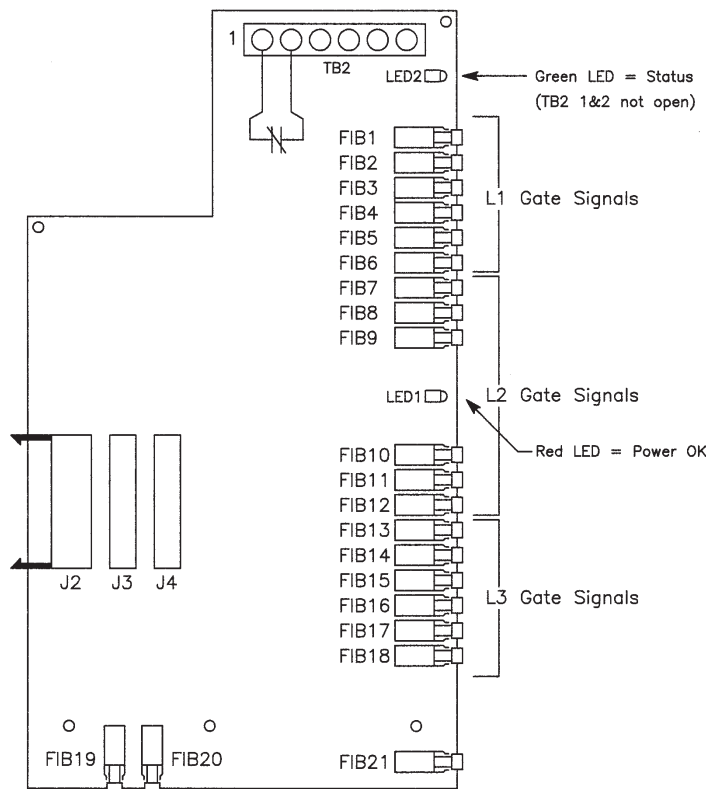 1
TB2
LED2
Green LED = Status
(TB2 1&2 not open)
FIB1
FIB2
FIB3
FIB4
FIB5
FIB6
L1 Gate Signals
FIB7
FIB8
FIB9
LED1
L2 Gate Signals
Red LED = Power OK
FIB10
FIB11
FIB12
FIB13
FIB14
FIB15
FIB16
FIB17
FIB18
L3 Gate Signals
J2
J3
J4
FIB19
FIB20
FIB21